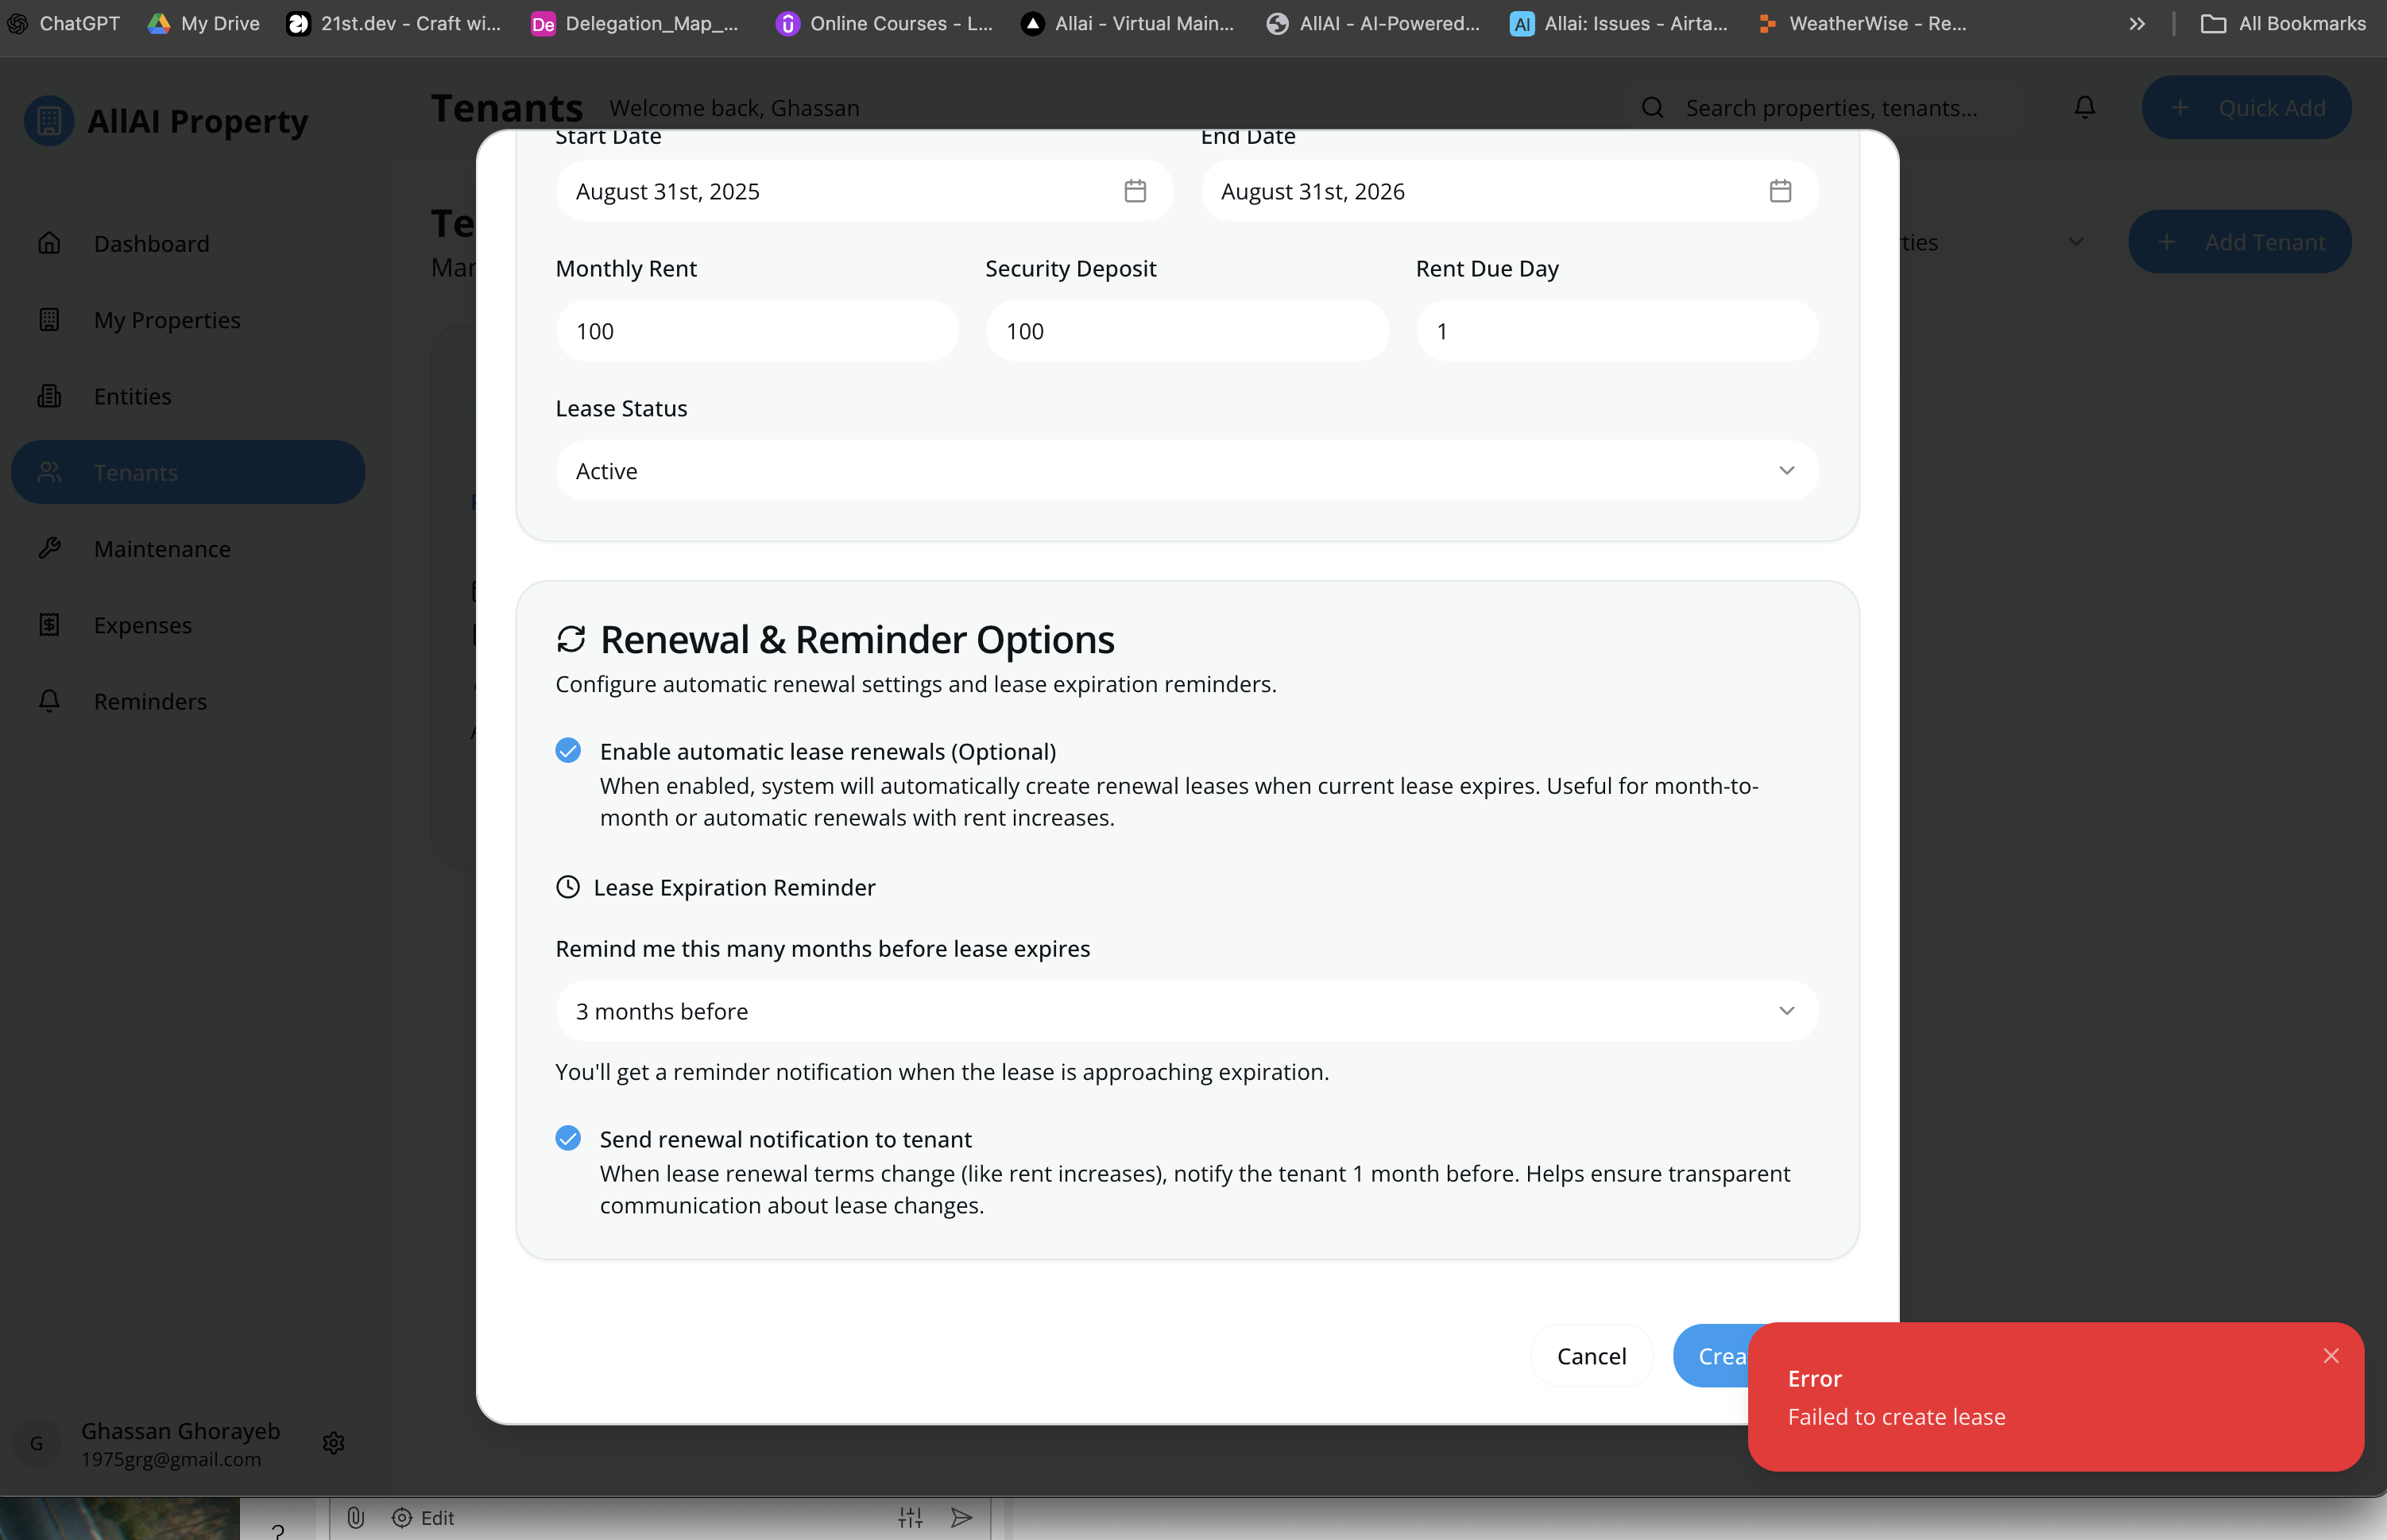 ChatGPT
My Drive
21st.dev - Craft wi...
Delegation_Map_...
Online Courses - L...
Allai - Virtual Main...
AllAI - AI-Powered...
Allai: Issues - Airta...
WeatherWise - Re...
All Bookmarks
AllAI Property
Tenants
Welcome back, Ghassan
Search properties, tenants...
Quick Add
Add Tenant
Dashboard
My Properties
Entities
Tenants
Maintenance
Expenses
Reminders
Ghassan Ghorayeb
1975grg@gmail.com
G
Start Date
End Date
August 31st, 2025
August 31st, 2026
Monthly Rent
Security Deposit
Rent Due Day
100
100
1
Lease Status
Active
Renewal & Reminder Options
Configure automatic renewal settings and lease expiration reminders.
Enable automatic lease renewals (Optional)
When enabled, system will automatically create renewal leases when current lease expires. Useful for month-to-
month or automatic renewals with rent increases.
Lease Expiration Reminder
Remind me this many months before lease expires
3 months before
You'll get a reminder notification when the lease is approaching expiration.
Send renewal notification to tenant
When lease renewal terms change (like rent increases), notify the tenant 1 month before. Helps ensure transparent
communication about lease changes.
Cancel
Crea
Error
Failed to create lease
Edit